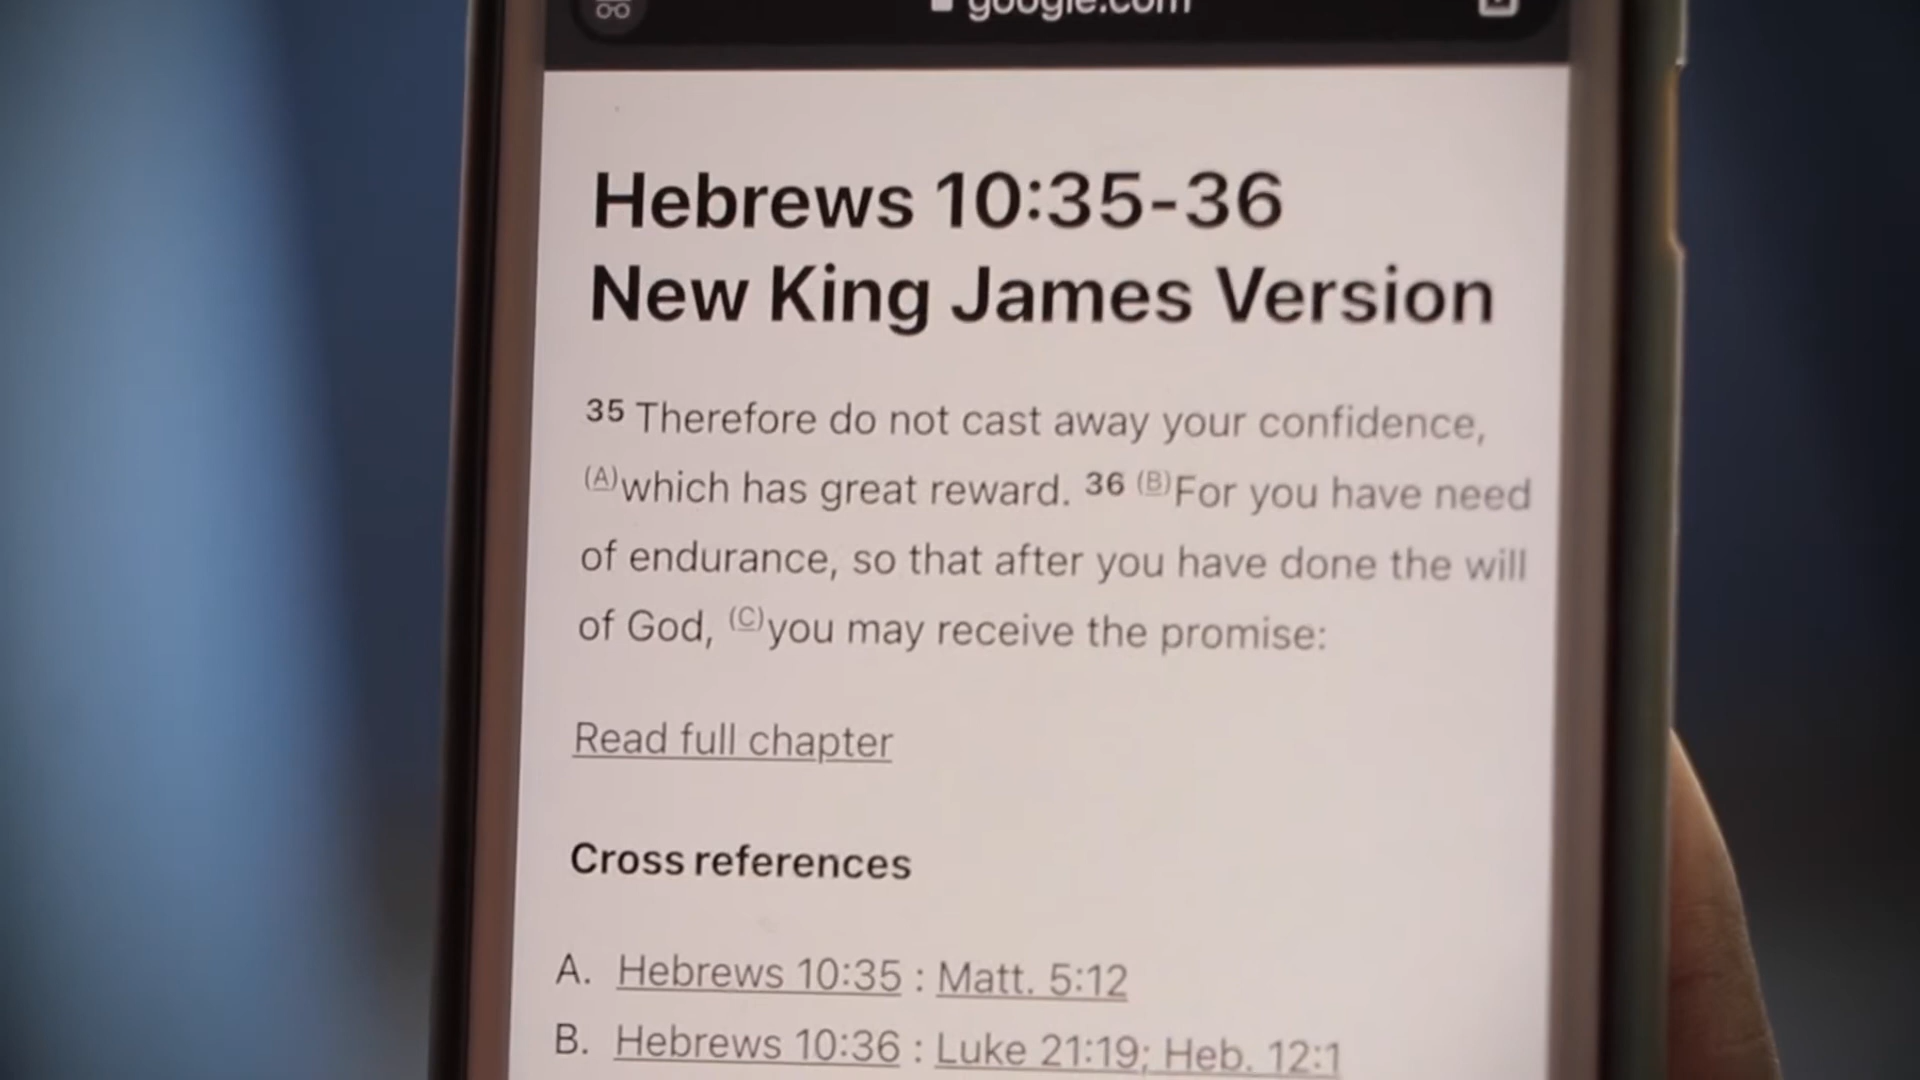 google.com
Hebrews 10:35-36
New King James Version
35 Therefore do not cast away your confidence,
(A)which has great reward. 36 (B)For you have need
of endurance, so that after you have done the will
of God, (C)you may receive the promise:
Read full chapter
Cross references
A. Hebrews 10:35 : Matt. 5:12
B. Hebrews 10:36 : Luke 21:19; Heb. 12:1